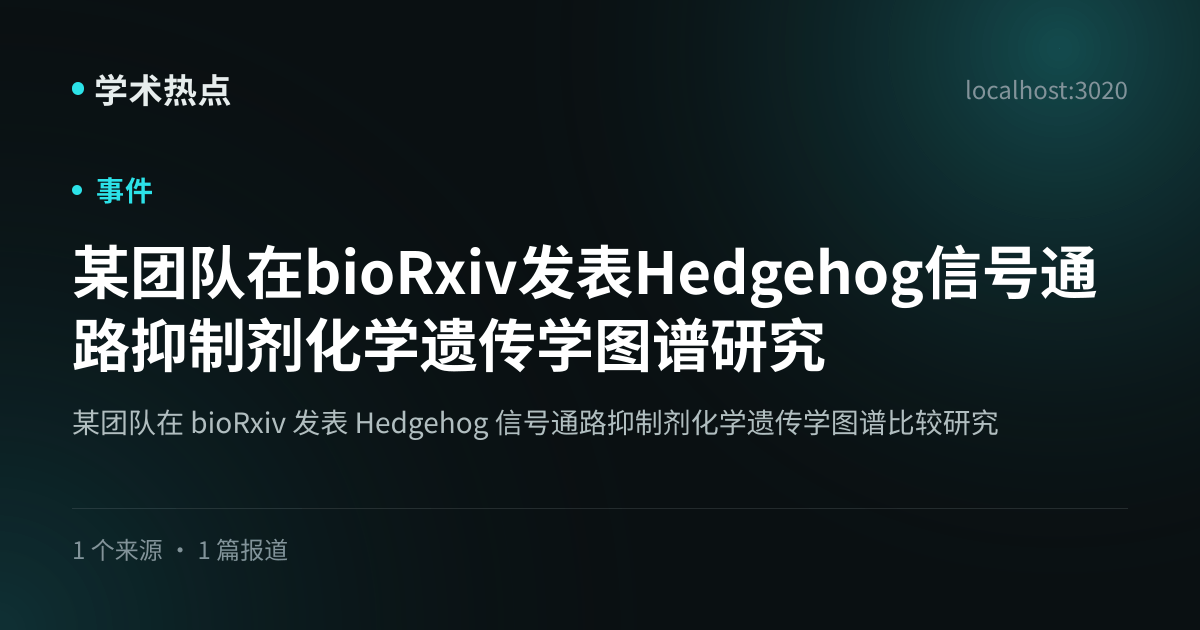 学术热点
localhost:3020
事件
某团队在bioRxiv发表Hedgehog信号通
路抑制剂化学遗传学图谱研究
某团队在 bioRxiv 发表 Hedgehog 信号通路抑制剂化学遗传学图谱比较研究
1 个来源 · 1 篇报道